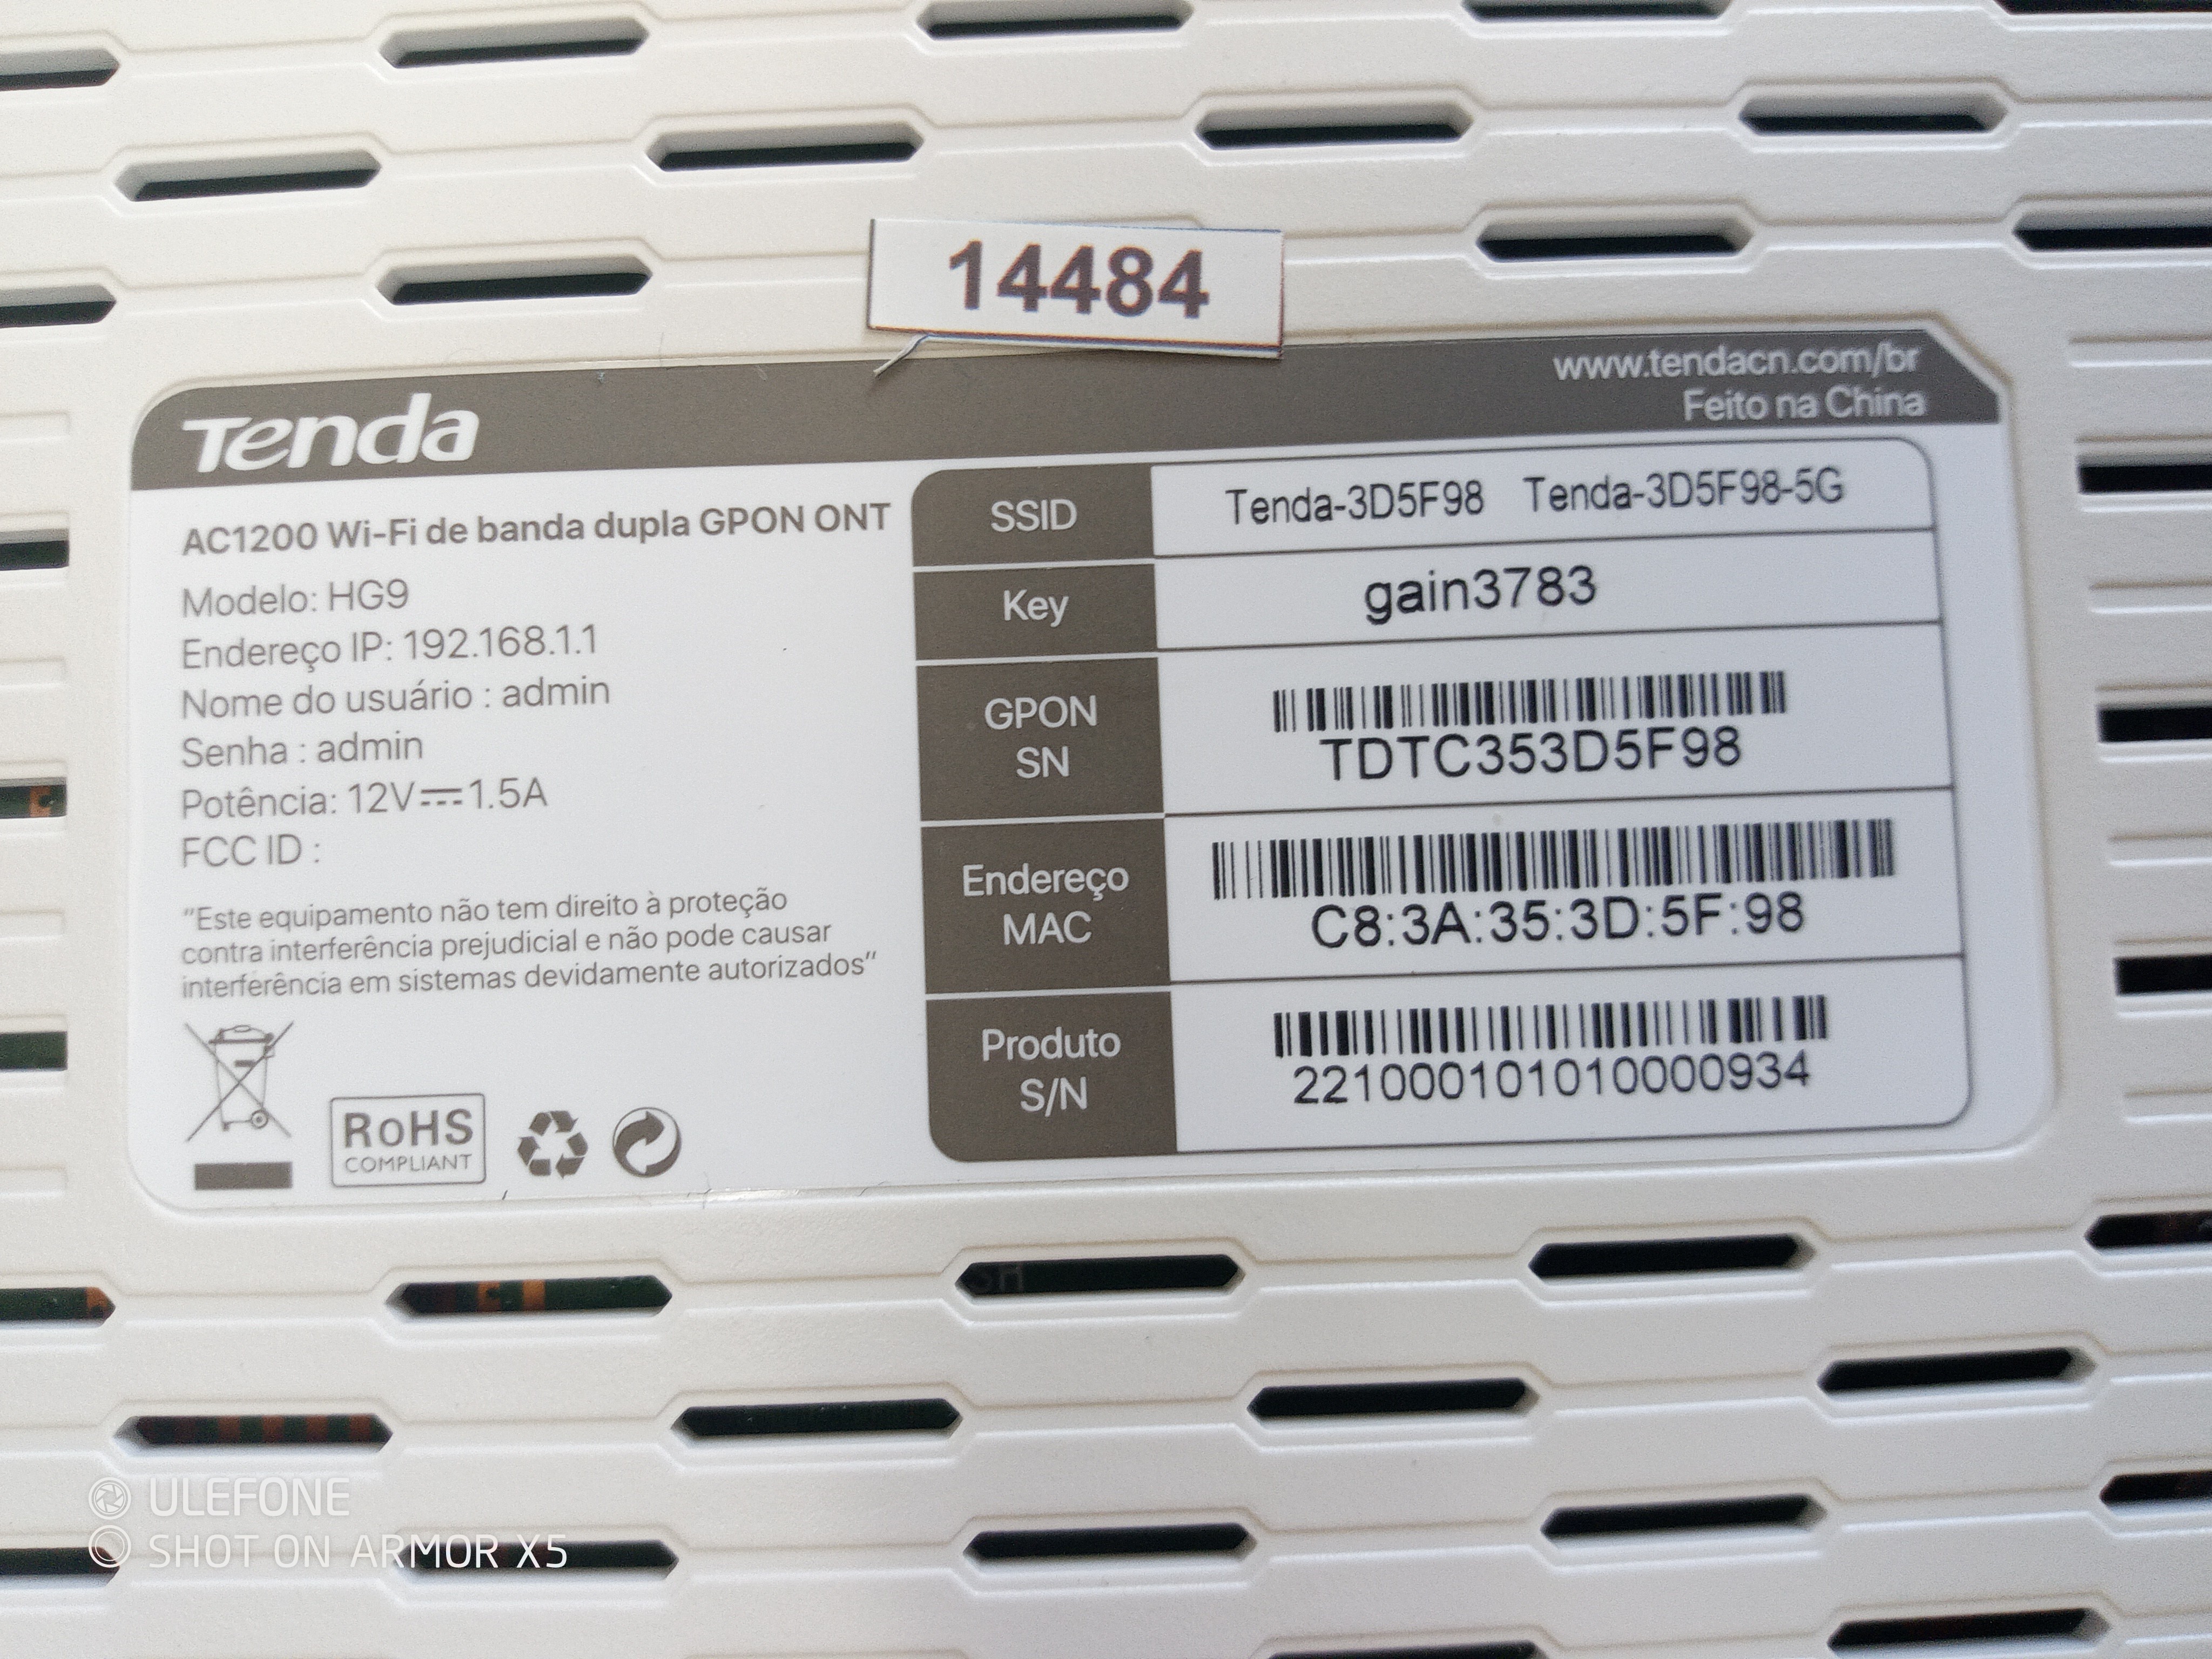 14484
www.tendacn.com/br
Feito na China
Tenda
AC1200 Wi-Fi de banda dupla GPON ONT
Modelo: HG9
Endereço IP: 192.168.1.1
Nome do usuário : admin
Senha : admin
Potência: 12V⎓1.5A
FCC ID :
"Este equipamento não tem direito à proteção
contra interferência prejudicial e não pode causar
interferência em sistemas devidamente autorizados"
RoHS
COMPLIANT
SSID Tenda-3D5F98 Tenda-3D5F98-5G
Key gain3783
GPON
SN
TDTC353D5F98
Endereço
MAC
C8:3A:35:3D:5F:98
Produto
S/N
221000101010000934
ULEFONE
SHOT ON ARMOR X5